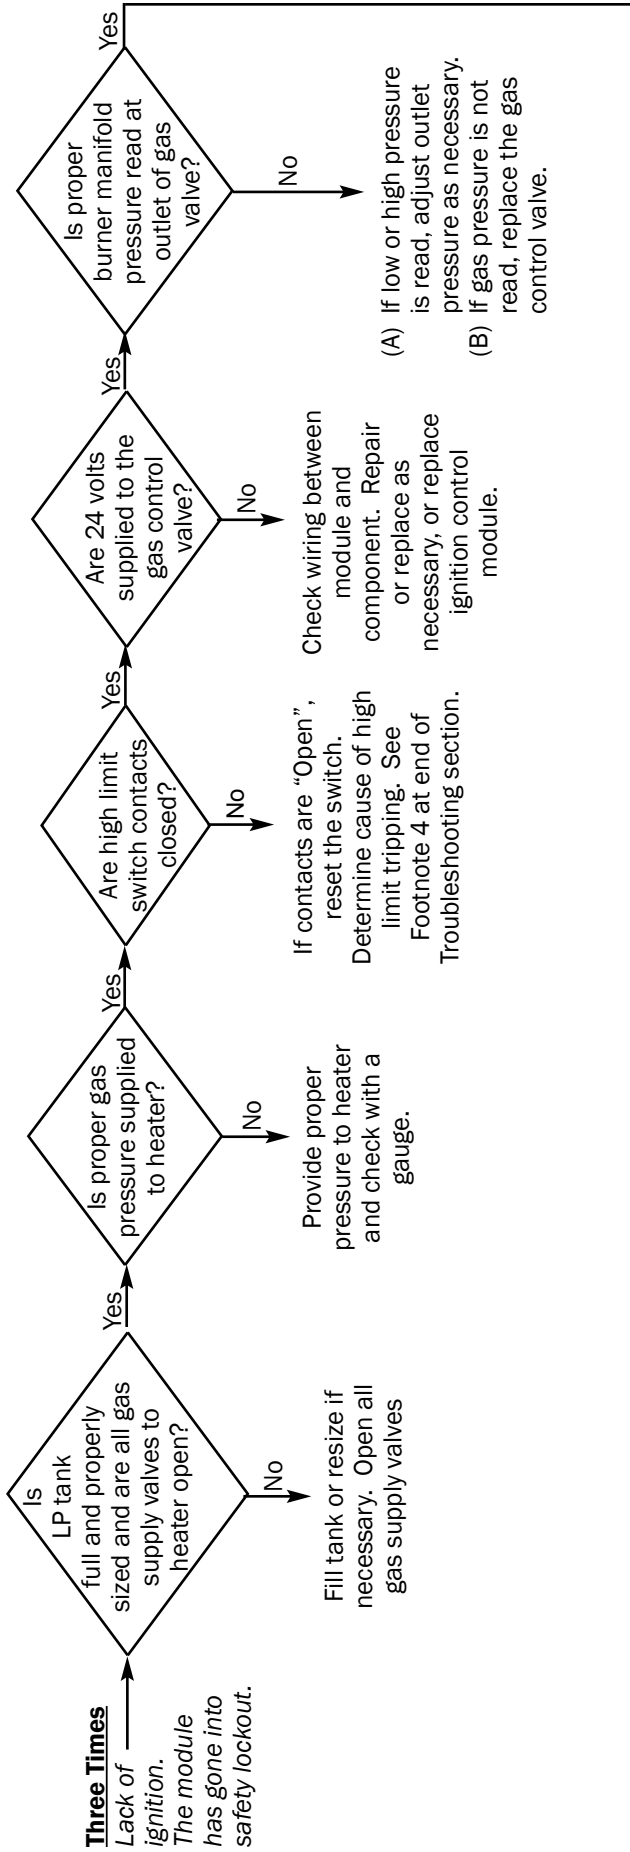 Three Times
Lack of
ignition.
The module
has gone into
safety lockout.
Is
LP tank
full and properly
sized and are all gas
supply valves to
heater open?
Yes
No
Fill tank or resize if
necessary.  Open all
gas supply valves
Is proper gas
pressure supplied
to heater?
Yes
No
Provide proper
pressure to heater
and check with a
gauge.
Are high limit
switch contacts
closed?
Yes
No
If contacts are “Open”,
reset the switch.
Determine cause of high
limit tripping.  See
Footnote 4 at end of
Troubleshooting section.
Are 24 volts
supplied to the
gas control
valve?
Yes
No
Check wiring between
module and
component.  Repair
or replace as
necessary, or replace
ignition control
module.
Is proper
burner manifold
pressure read at
outlet of gas
valve?
Yes
No
(A) If low or high pressure
is read, adjust outlet
pressure as necessary.
(B) If gas pressure is not
read, replace the gas
control valve.